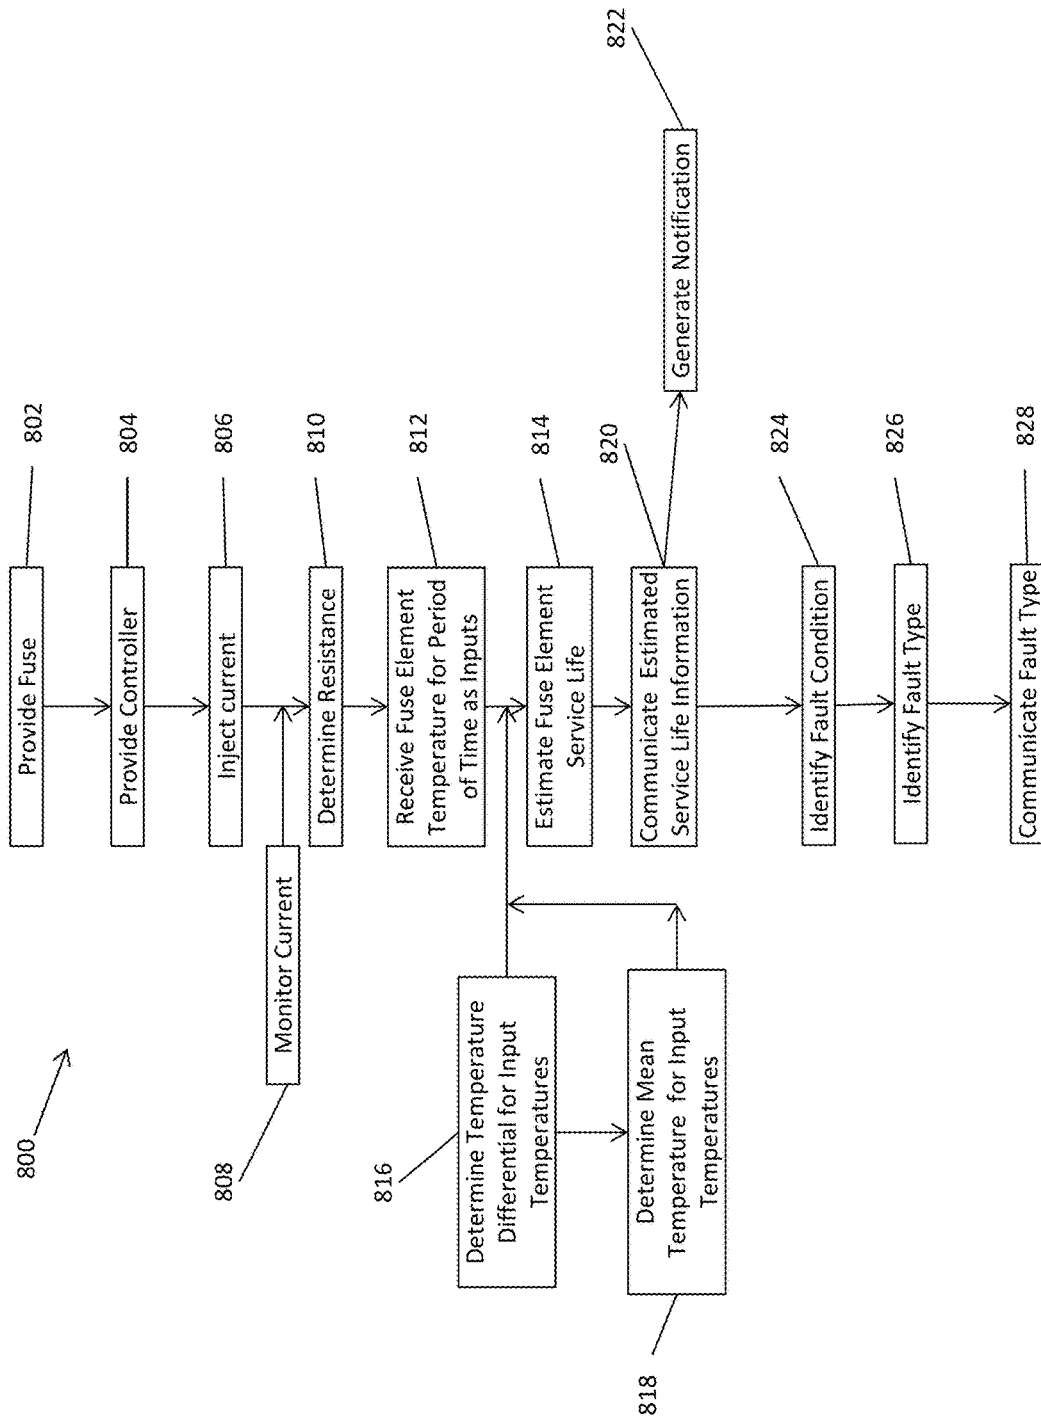 800
Provide Fuse
802
Provide Controller
804
Inject current
806
Monitor Current
808
Determine Resistance
810
Receive Fuse Element
Temperature for Period
of Time as Inputs
812
Estimate Fuse Element
Service Life
814
Determine Temperature
Differential for Input
Temperatures
816
Determine Mean
Temperature for Input
Temperatures
818
Communicate Estimated
Service Life Information
820
Generate Notification
822
Identify Fault Condition
824
Identify Fault Type
826
Communicate Fault Type
828